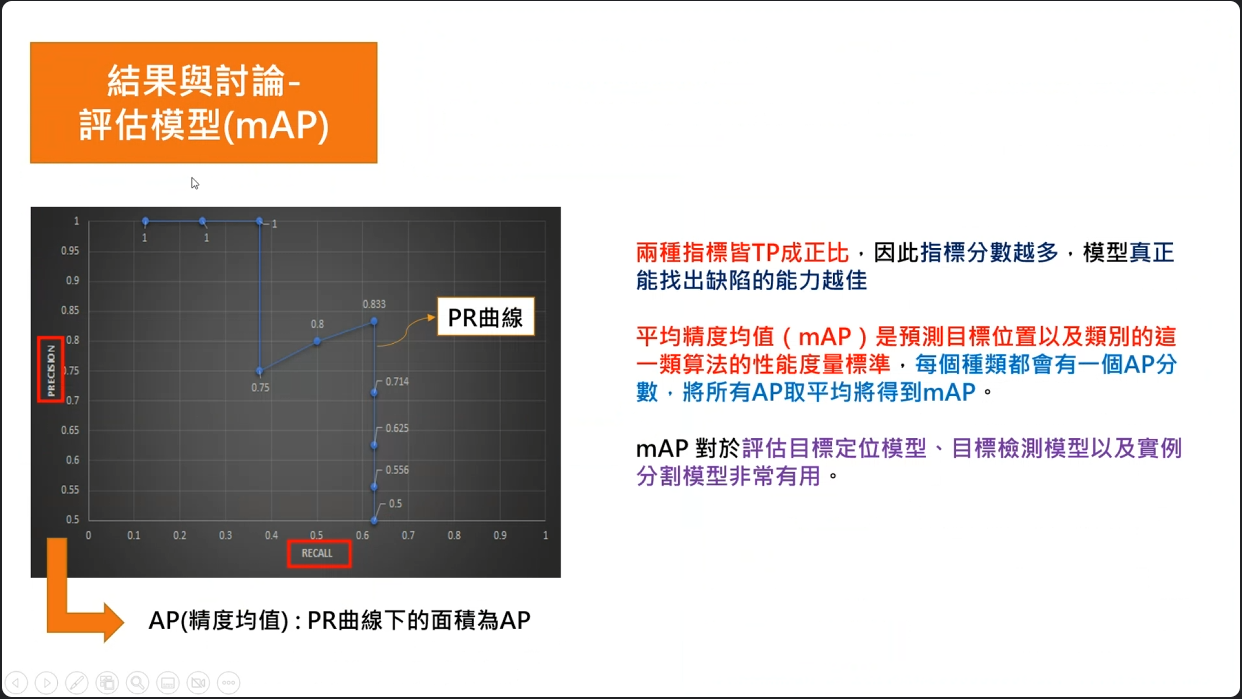 結果與討論-
評估模型(mAP)
1
0.95
0.9
0.85
0.8
0.75
0.7
0.65
0.6
0.55
0.5
PRECISION
1
1
1
0.75
0.8
0.833
0.714
0.625
0.556
0.5
PR曲線
0
0.1
0.2
0.3
0.4
0.5
0.6
0.7
0.8
0.9
1
RECALL
AP(精度均值) : PR曲線下的面積為AP
兩種指標皆TP成正比，因此指標分數越多，模型真正
能找出缺陷的能力越佳
平均精度均值（mAP）是預測目標位置以及類別的這
一類算法的性能度量標準，每個種類都會有一個AP分
數，將所有AP取平均將得到mAP。
mAP 對於評估目標定位模型、目標檢測模型以及實例
分割模型非常有用。